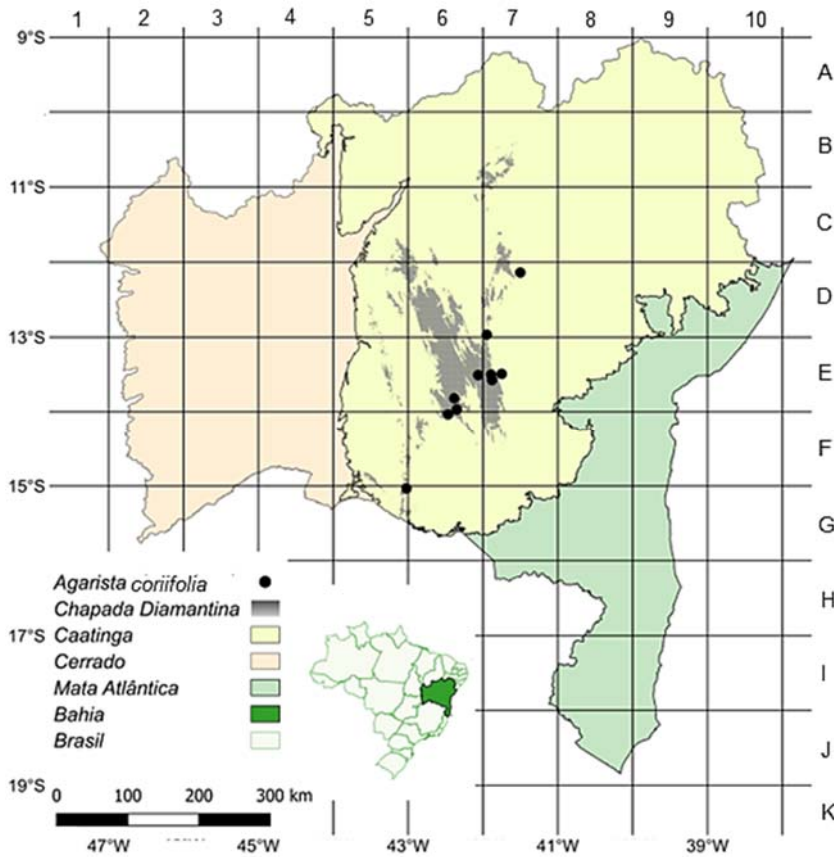 1 2 3 4 5 6 7 8 9 10
9°S
A
B
11°S
C
D
13°S
E
F
15°S
G
Agarista coriifolia
Chapada Diamantina
H
Caatinga
17°S
Cerrado
I
Mata Atlântica
Bahia
J
Brasil
19°S
0 100 200 300 km
K
47°W 45°W 43°W 41°W 39°W